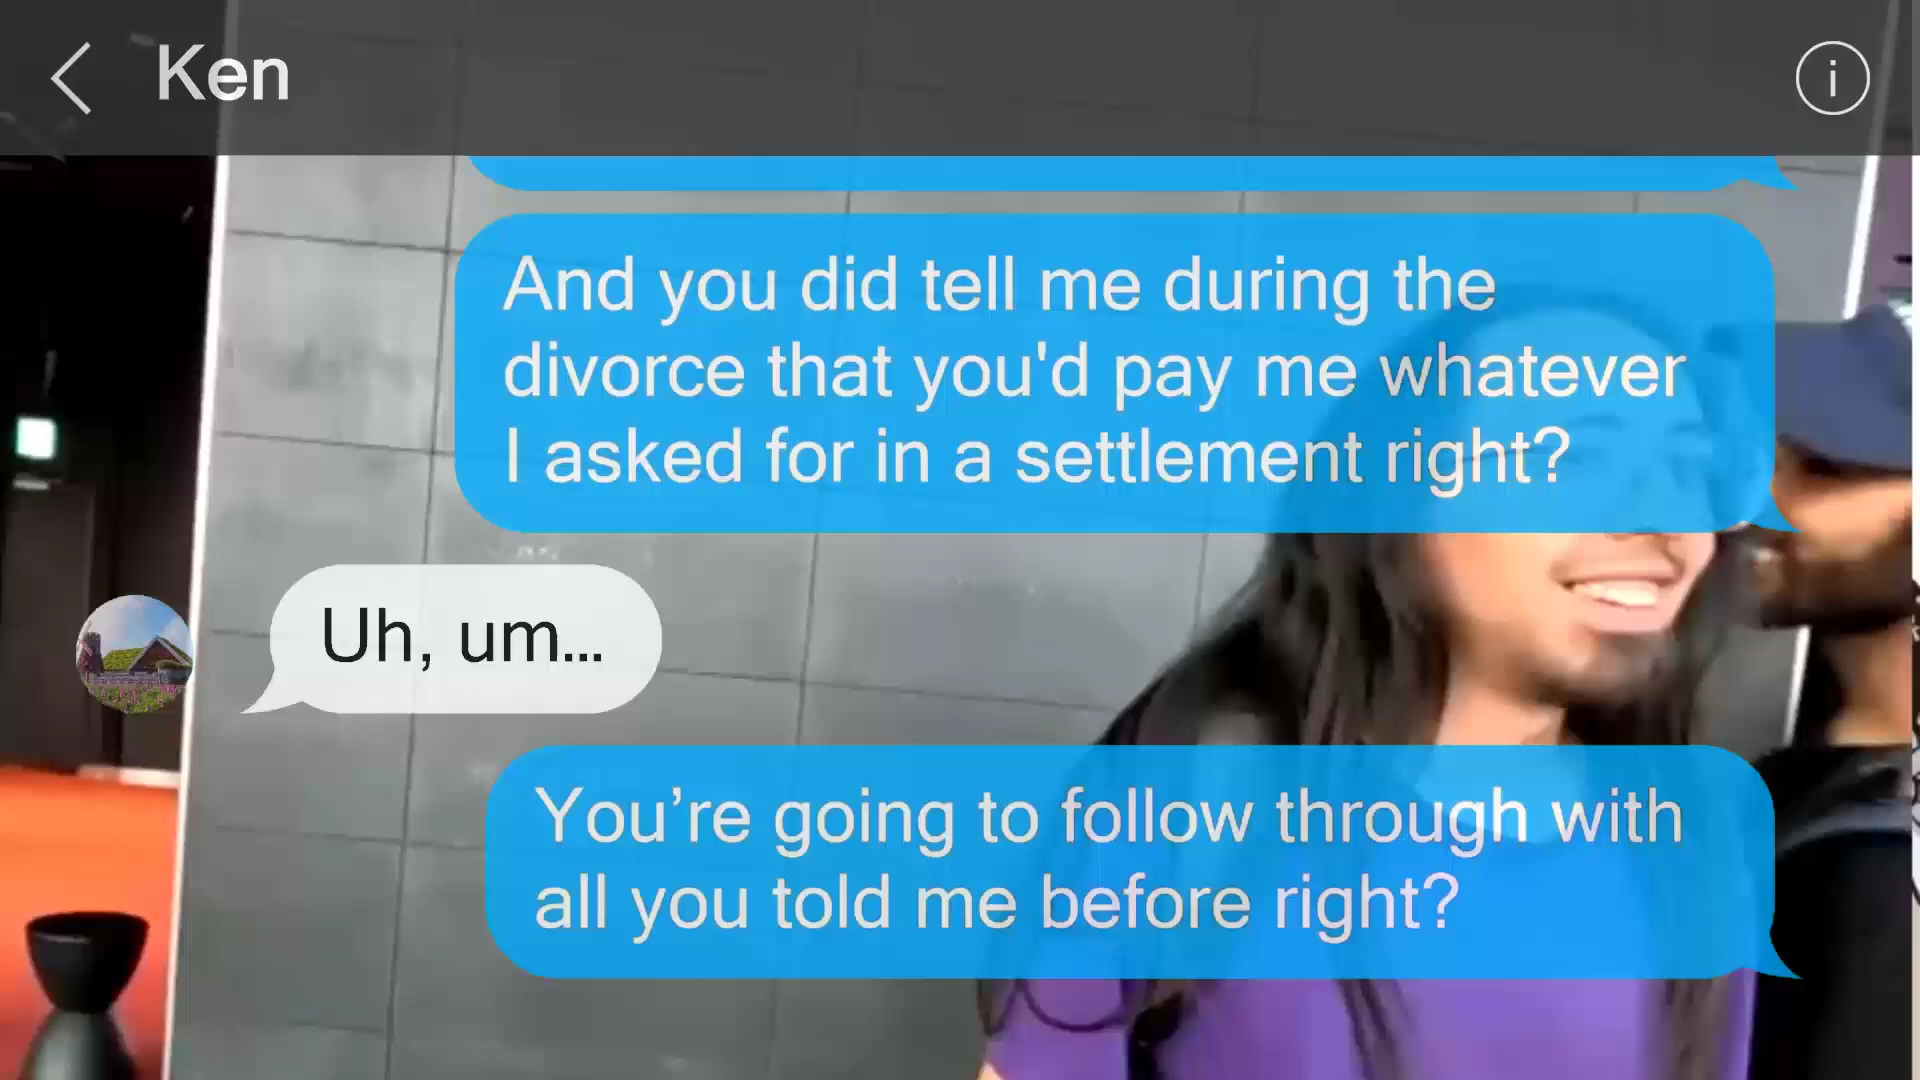 Ken
i
And you did tell me during the
divorce that you'd pay me whatever
I asked for in a settlement right?
Uh, um...
You’re going to follow through with
all you told me before right?